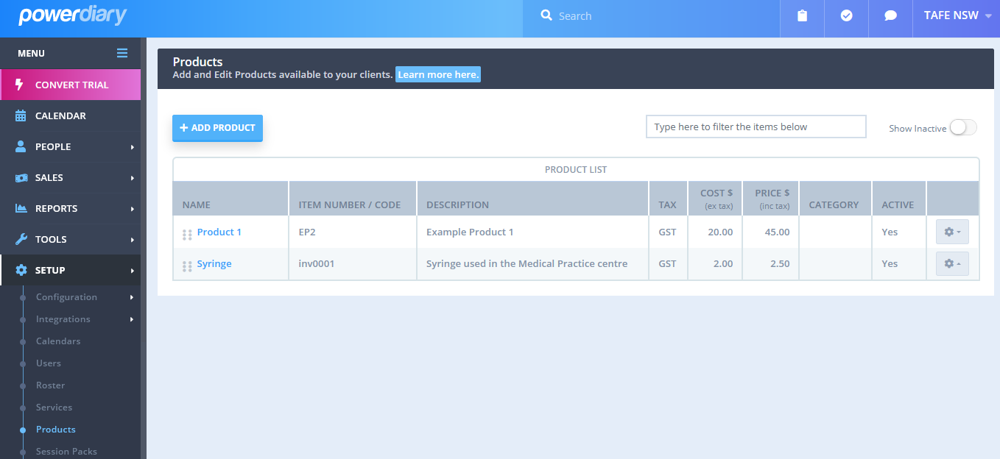 powerdiary
Search
TAFE NSW
MENU
CONVERT TRIAL
CALENDAR
PEOPLE
SALES
REPORTS
TOOLS
SETUP
Configuration
Integrations
Calendars
Users
Roster
Services
Products
Session Packs
Products
Add and Edit Products available to your clients. Learn more here.
+ ADD PRODUCT
Type here to filter the items below
Show Inactive
PRODUCT LIST
NAME ITEM NUMBER / CODE DESCRIPTION TAX COST $ (ex tax) PRICE $ (inc tax) CATEGORY ACTIVE
Product 1 EP2 Example Product 1 GST 20.00 45.00 Yes
Syringe inv0001 Syringe used in the Medical Practice centre GST 2.00 2.50 Yes